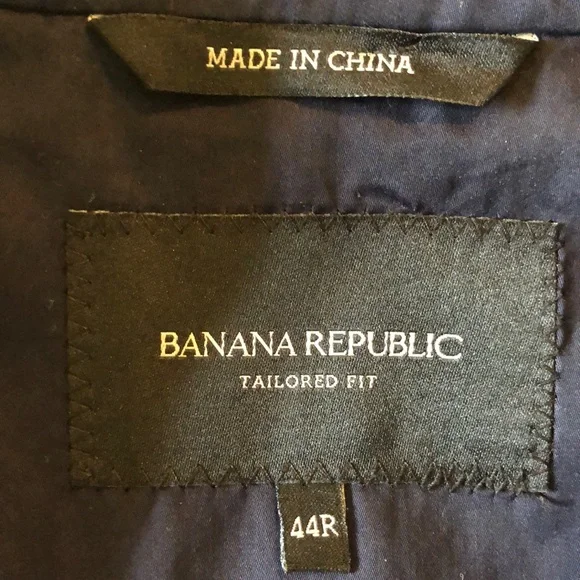 MADE IN CHINA
BANANA REPUBLIC
TAILORED FIT
44R